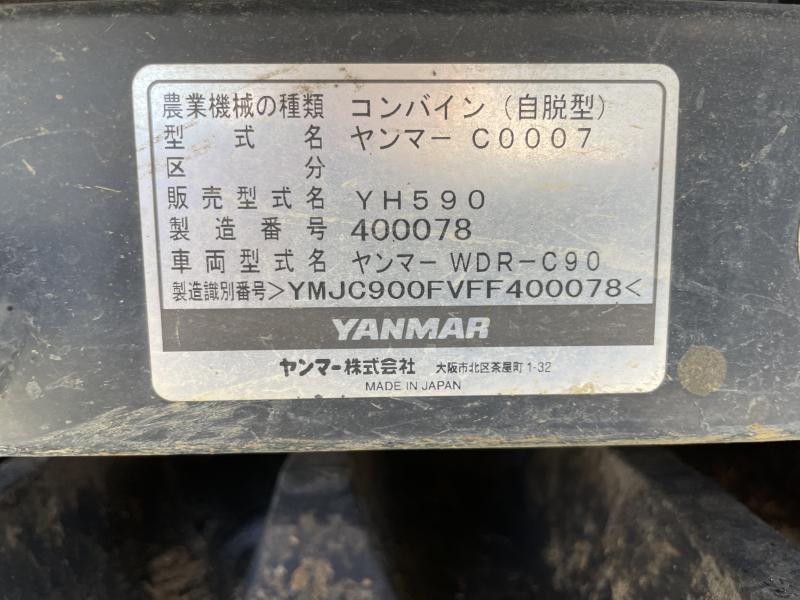 農業機械の種類 コンバイン(自脱型)
型式名 ヤンマー C0007
区分
販売型式名 YH590
製造番号 400078
車両型式名 ヤンマー WDR-C90
製造識別番号>YMJC900FVFF400078<
YANMAR
ヤンマー株式会社 大阪市北区茶屋町1-32
MADE IN JAPAN